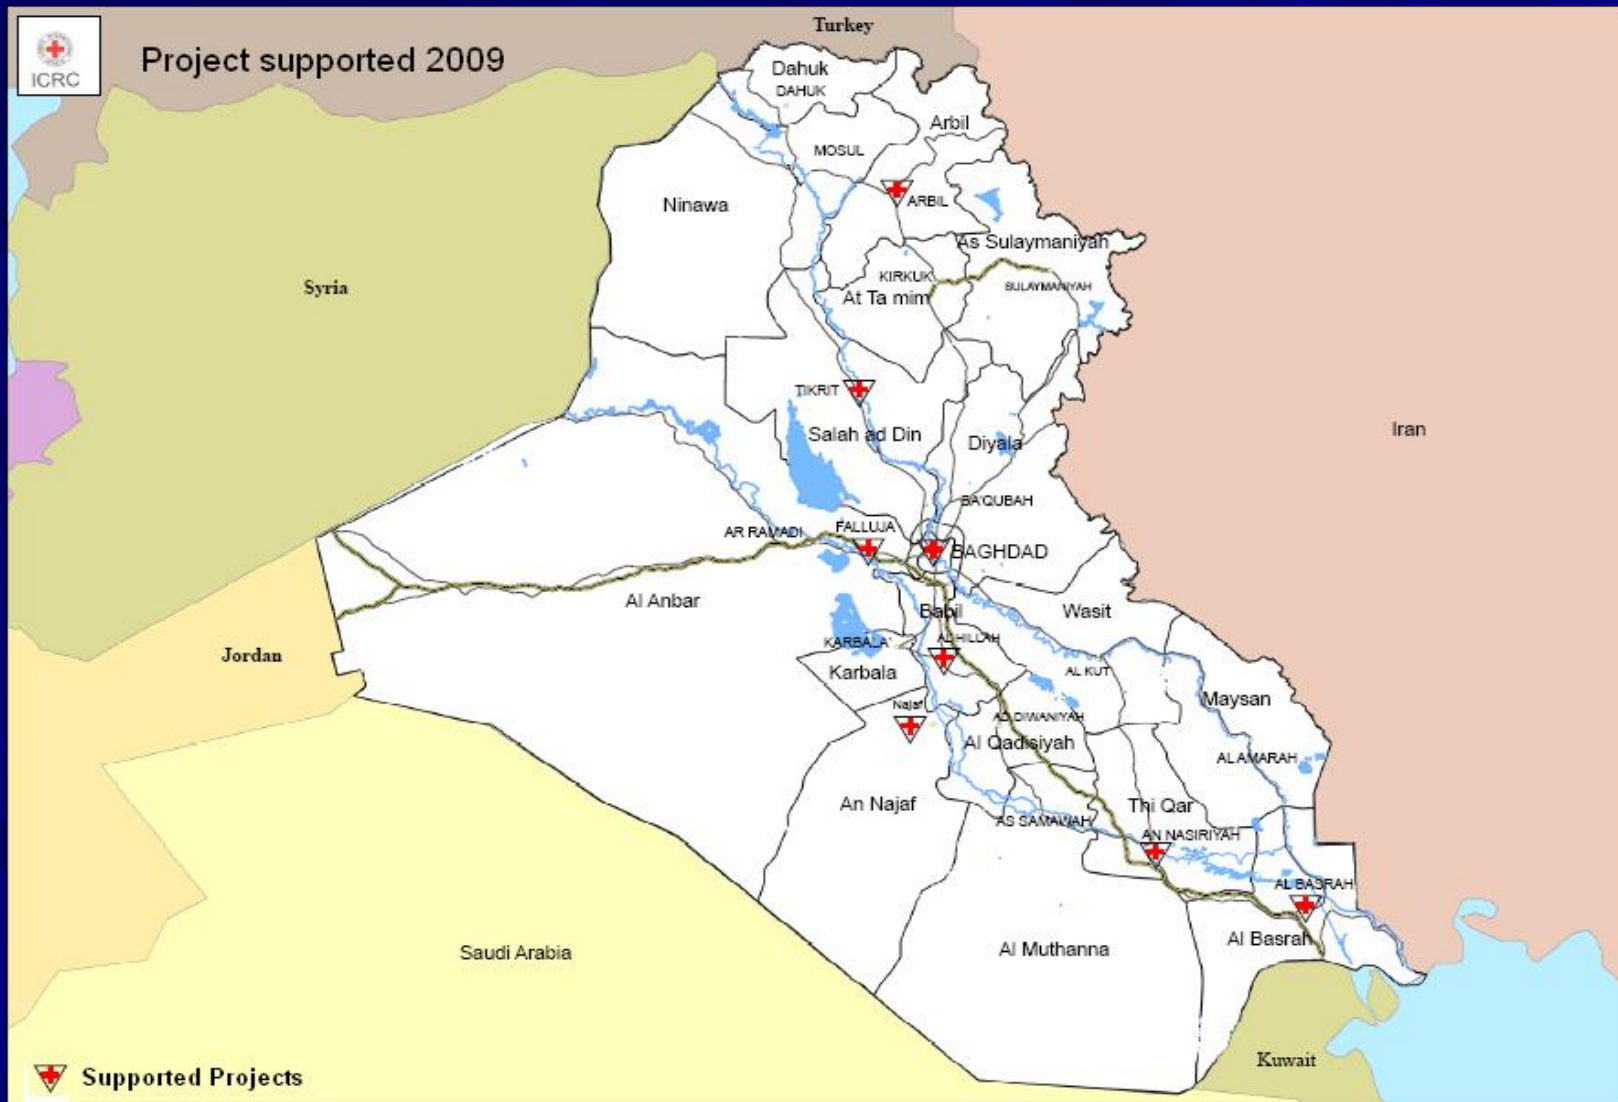 ICRC
Project supported 2009
Turkey
Dahuk
DAHUK
Arbil
MOSUL
ARBIL
Ninawa
As Sulaymaniyah
KIRKUK
SULAYMANIYAH
At Ta mim
Syria
TIKRIT
Salah ad Din
Diyala
Iran
BA'QUBAH
AR RAMADI
FALLUJA
BAGHDAD
Al Anbar
Babil
Wasit
KARBALA'
AL HILLAH
Jordan
Karbala
AL KUT
Maysan
Najaf
AD DIWANIYAH
Al Qadisiyah
AL AMARAH
An Najaf
Thi Qar
AS SAMAWAH
AN NASIRIYAH
AL BASRAH
Al Basrah
Al Muthanna
Saudi Arabia
Kuwait
Supported Projects